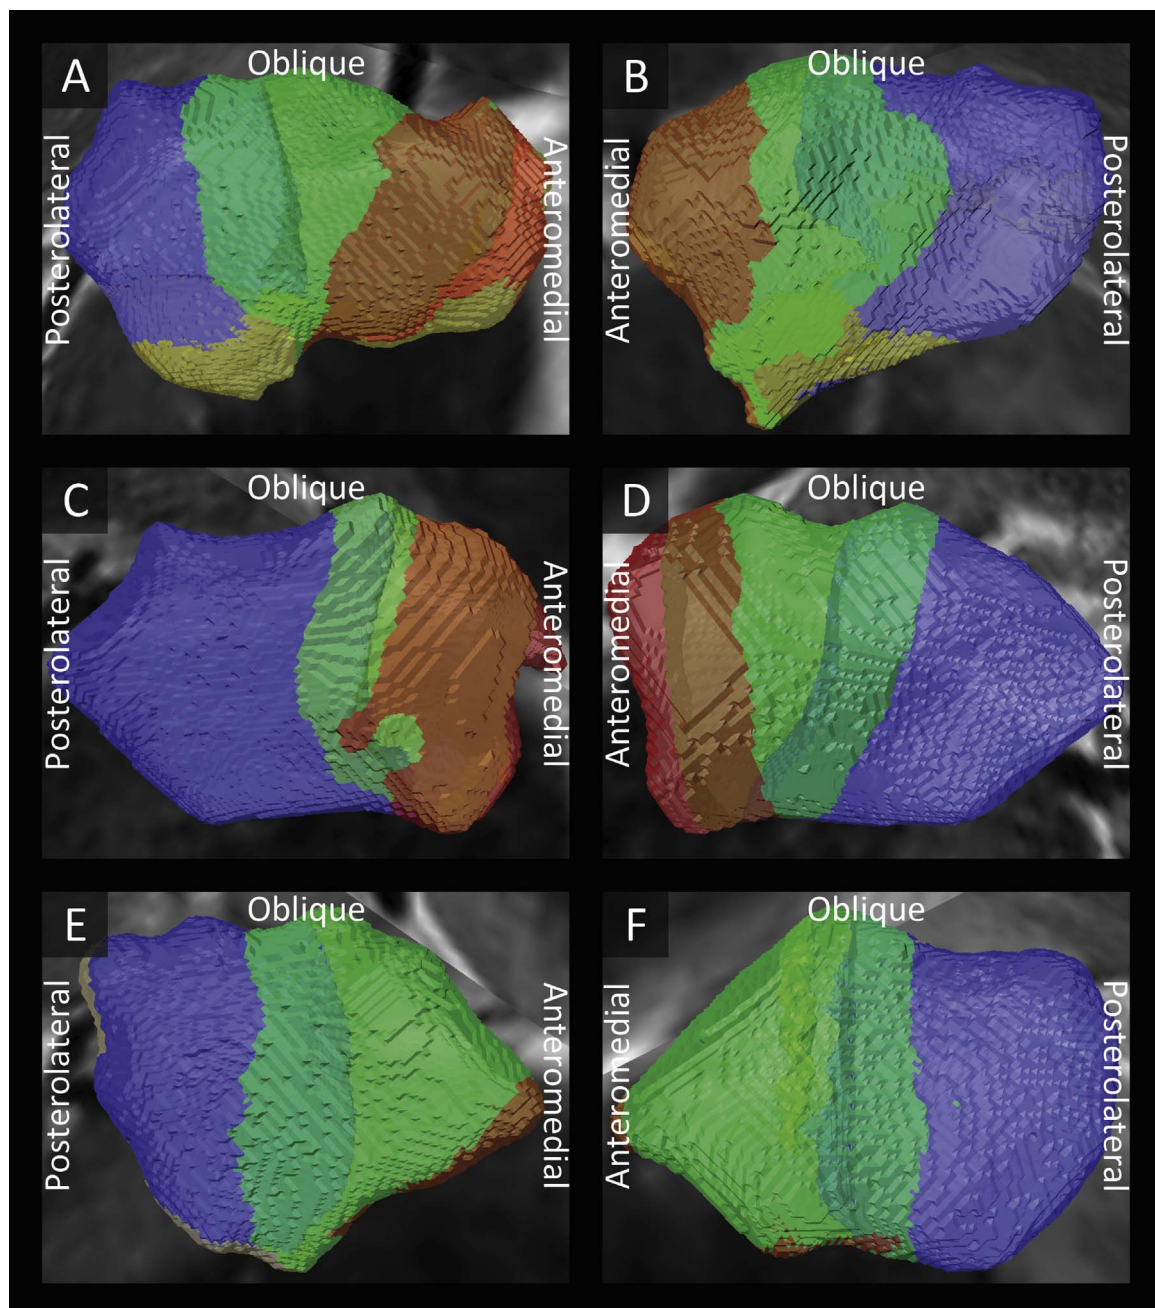 A
Oblique
Posterolateral
Anteromedial
B
Oblique
Anteromedial
Posterolateral
C
Oblique
Posterolateral
Anteromedial
D
Oblique
Anteromedial
Posterolateral
E
Oblique
Posterolateral
Anteromedial
F
Oblique
Anteromedial
Posterolateral